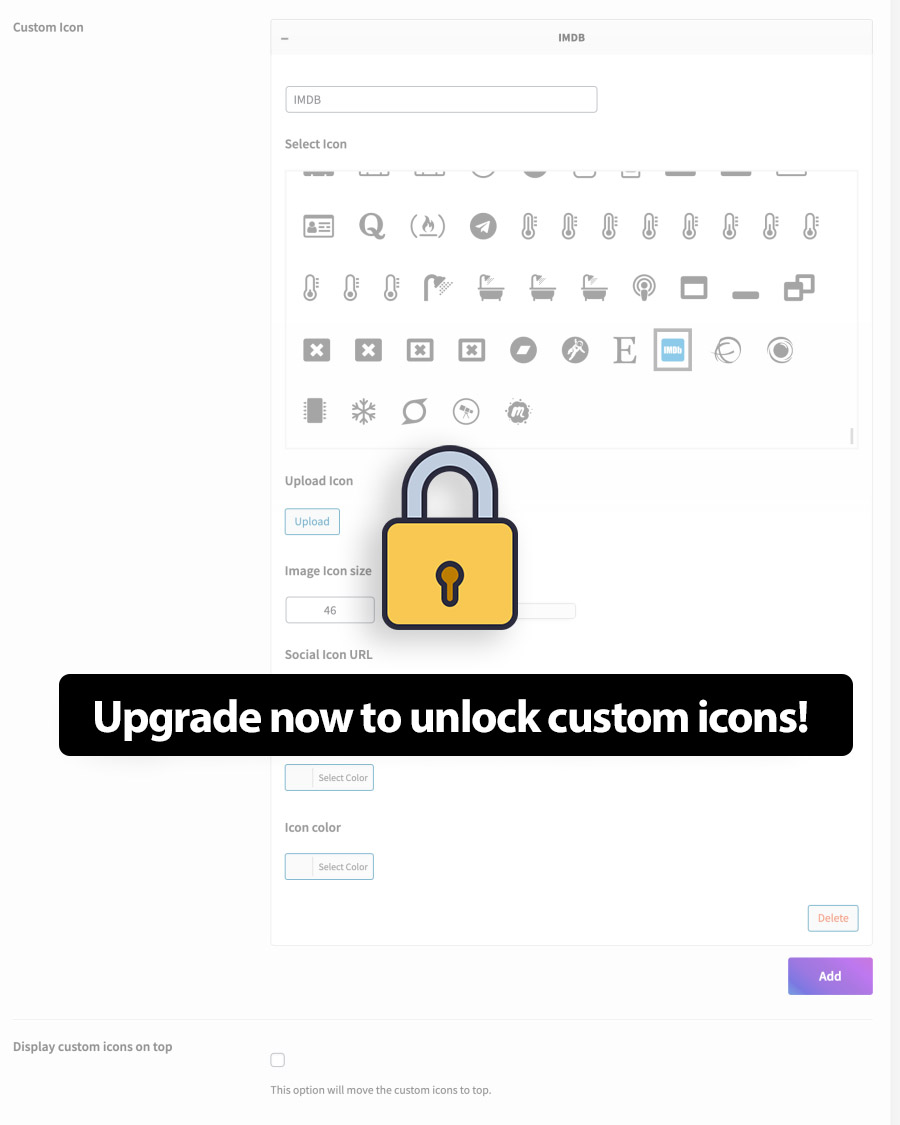 Custom Icon
– IMDB
IMDB
Select Icon
IMDb
Upload Icon
Upload
Image Icon size
46
Social Icon URL
Upgrade now to unlock custom icons!
Select Color
Icon color
Select Color
Delete
Add
Display custom icons on top
This option will move the custom icons to top.